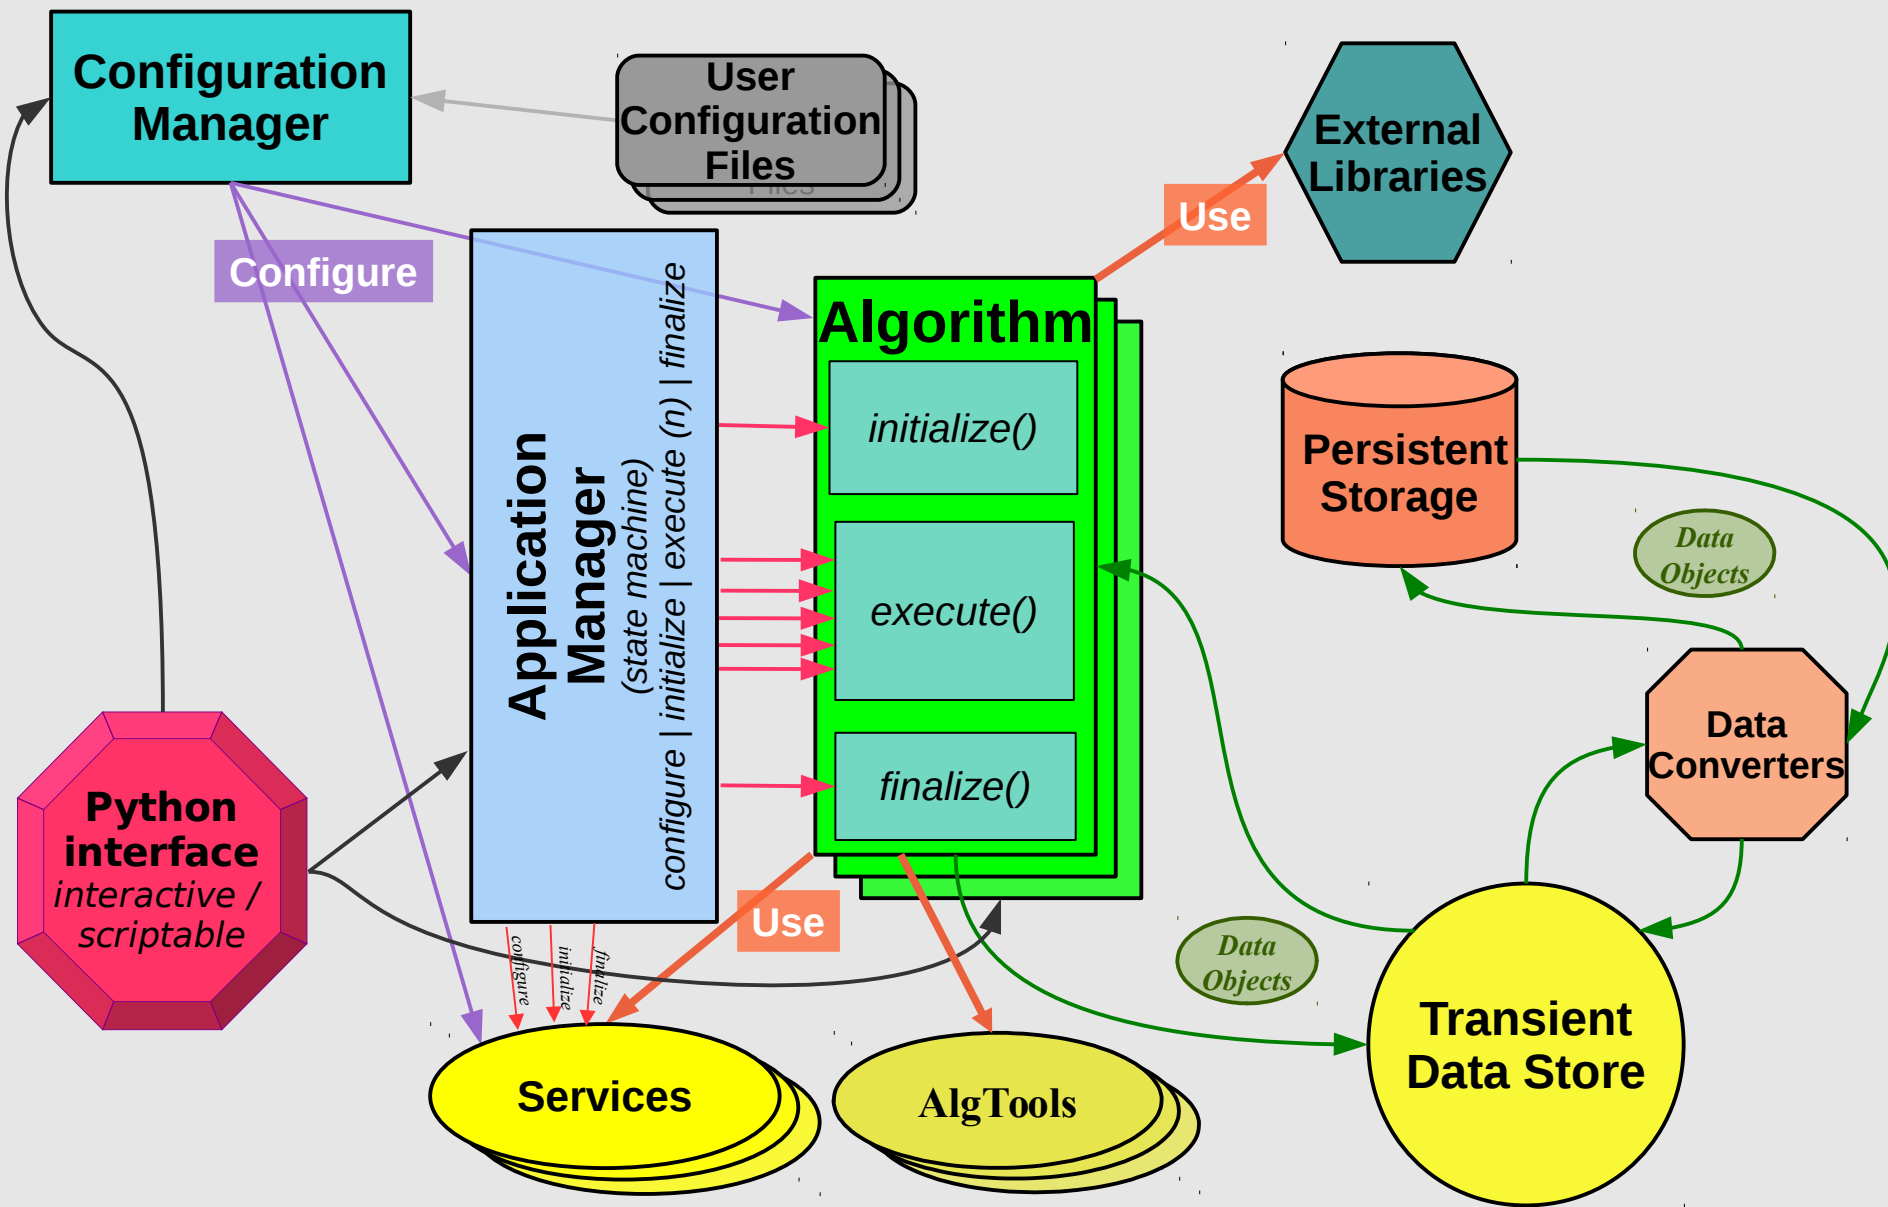 Configuration
Manager
User
Configuration
Files
Files
External
Libraries
Use
Configure
Application
Manager
(state machine)
configure | initialize | execute (n) | finalize
Algorithm
initialize()
execute()
finalize()
Persistent
Storage
Data
Objects
Data
Converters
Python
interface
interactive /
scriptable
Use
configure
initialize
finalize
Data
Objects
Transient
Data Store
Services
AlgTools